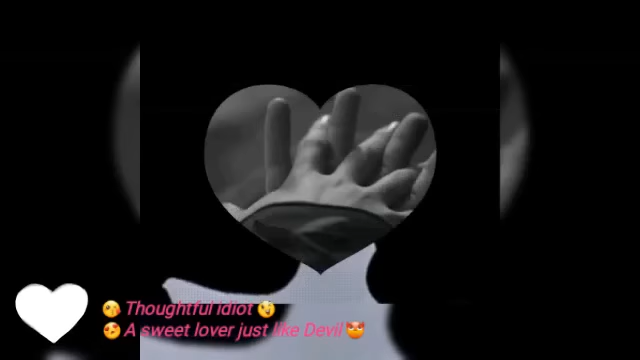 😘 Thoughtful idiot 😜
😍 A sweet lover just like Devil 😈